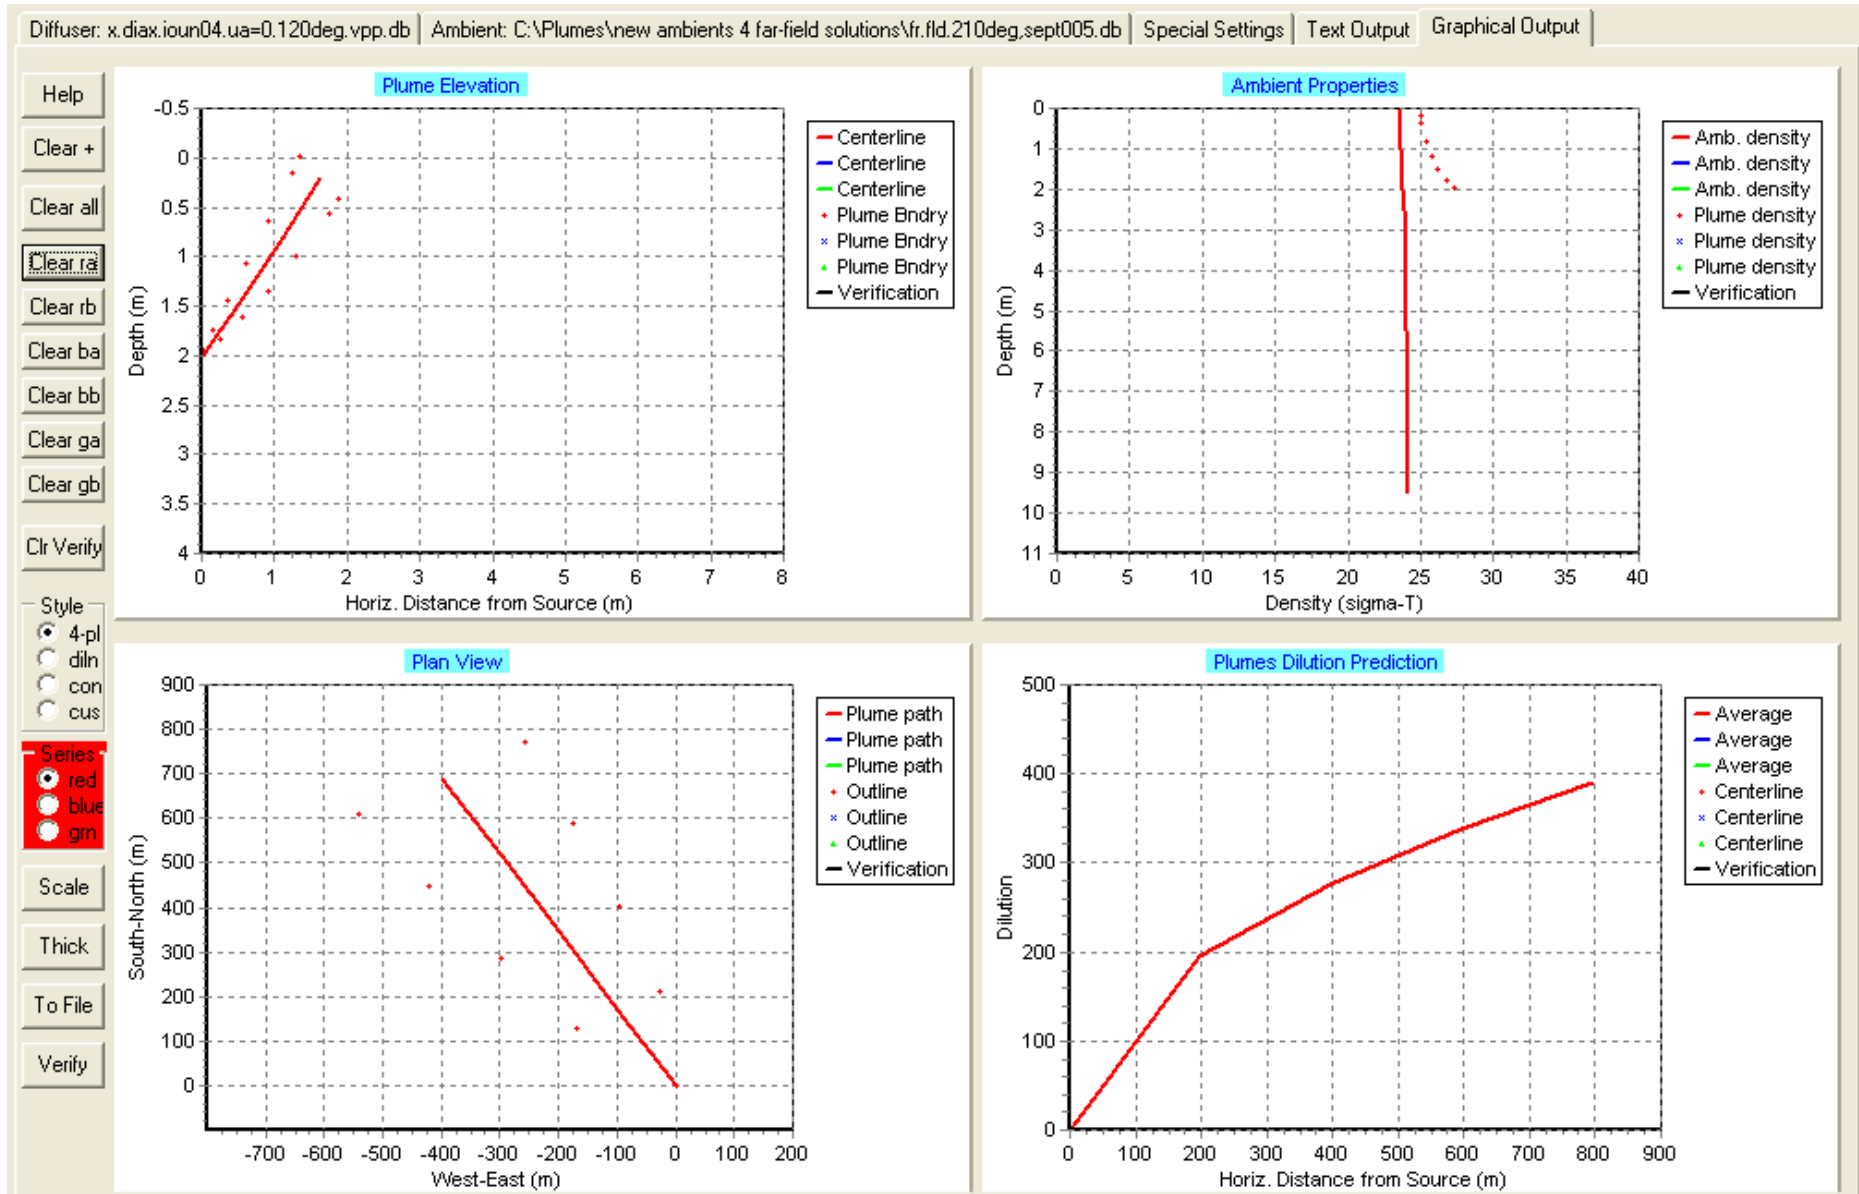 Diffuser: x.diax.ioun04.ua=0.120deg.vpp.db
Ambient: C:\Plumes\new ambients 4 far-field solutions\fr.fld.210deg,sept005.db
Special Settings
Text Output
Graphical Output
Help
Clear +
Clear all
Clear ra
Clear rb
Clear ba
Clear bb
Clear ga
Clear gb
Clr Verify
Style
4-pl
diln
con
cus
Series
red
blue
grn
Scale
Thick
To File
Verify
Plume Elevation
-0.5
0
0.5
1
1.5
2
2.5
3
3.5
4
Depth (m)
0 1 2 3 4 5 6 7 8
Horiz. Distance from Source (m)
Centerline
Centerline
Centerline
Plume Bndry
Plume Bndry
Plume Bndry
Verification
Ambient Properties
0
1
2
3
4
5
6
7
8
9
10
11
Depth (m)
0 5 10 15 20 25 30 35 40
Density (sigma-T)
Amb. density
Amb. density
Amb. density
Plume density
Plume density
Plume density
Verification
Plan View
900
800
700
600
500
400
300
200
100
0
South-North (m)
-700 -600 -500 -400 -300 -200 -100 0 100 200
West-East (m)
Plume path
Plume path
Plume path
Outline
Outline
Outline
Verification
Plumes Dilution Prediction
500
400
300
200
100
0
Dilution
0 100 200 300 400 500 600 700 800 900
Horiz. Distance from Source (m)
Average
Average
Average
Centerline
Centerline
Centerline
Verification